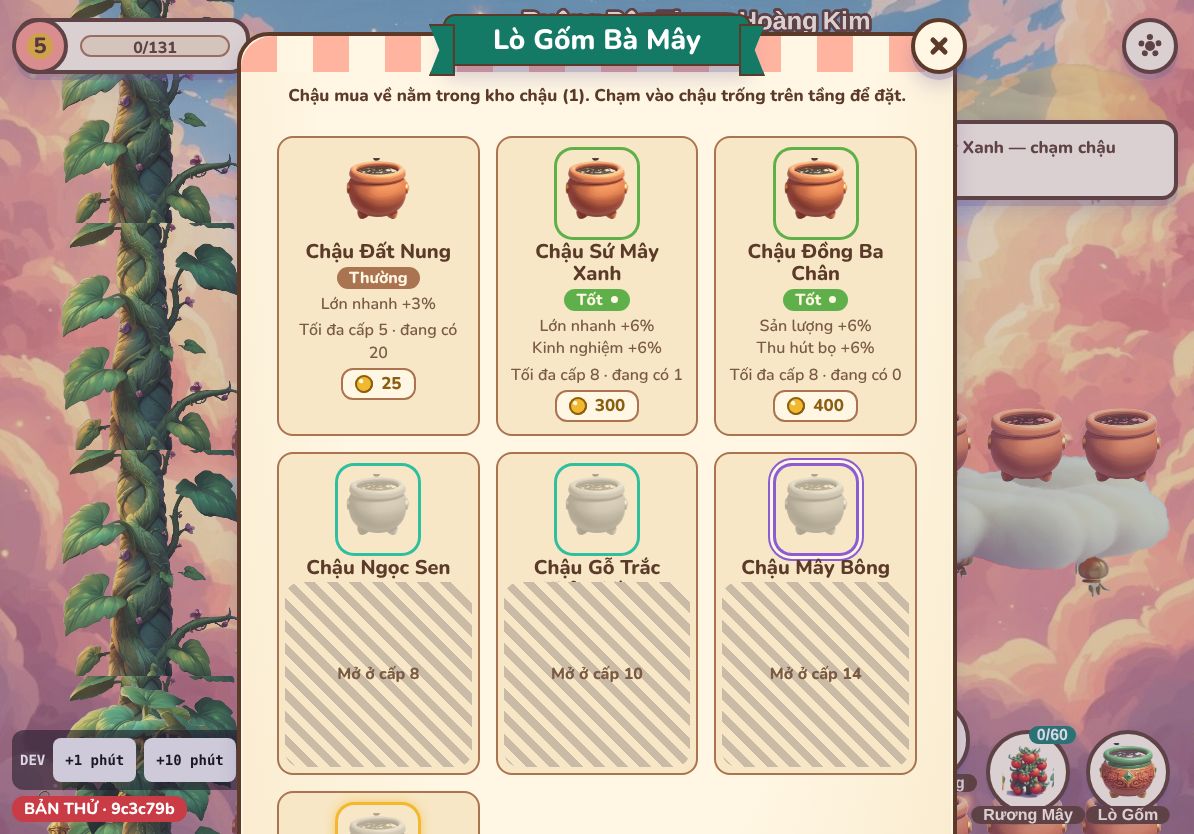 5
0/131
Hoàng Kim
Lò Gốm Bà Mây
Chậu mua về nằm trong kho chậu (1). Chạm vào chậu trống trên tầng để đặt.
Xanh — chạm chậu
Chậu Đất Nung
Thường
Lớn nhanh +3%
Tối đa cấp 5 · đang có
20
25
Chậu Sứ Mây
Xanh
Tốt
Lớn nhanh +6%
Kinh nghiệm +6%
Tối đa cấp 8 · đang có 1
300
Chậu Đồng Ba
Chân
Tốt
Sản lượng +6%
Thu hút bọ +6%
Tối đa cấp 8 · đang có 0
400
Chậu Ngọc Sen
Mở ở cấp 8
Chậu Gỗ Trắc
Mở ở cấp 10
Chậu Mây Bông
Mở ở cấp 14
DEV
+1 phút
+10 phút
BẢN THỬ · 9c3c79b
0/60
g
Rương Mây
Lò Gốm